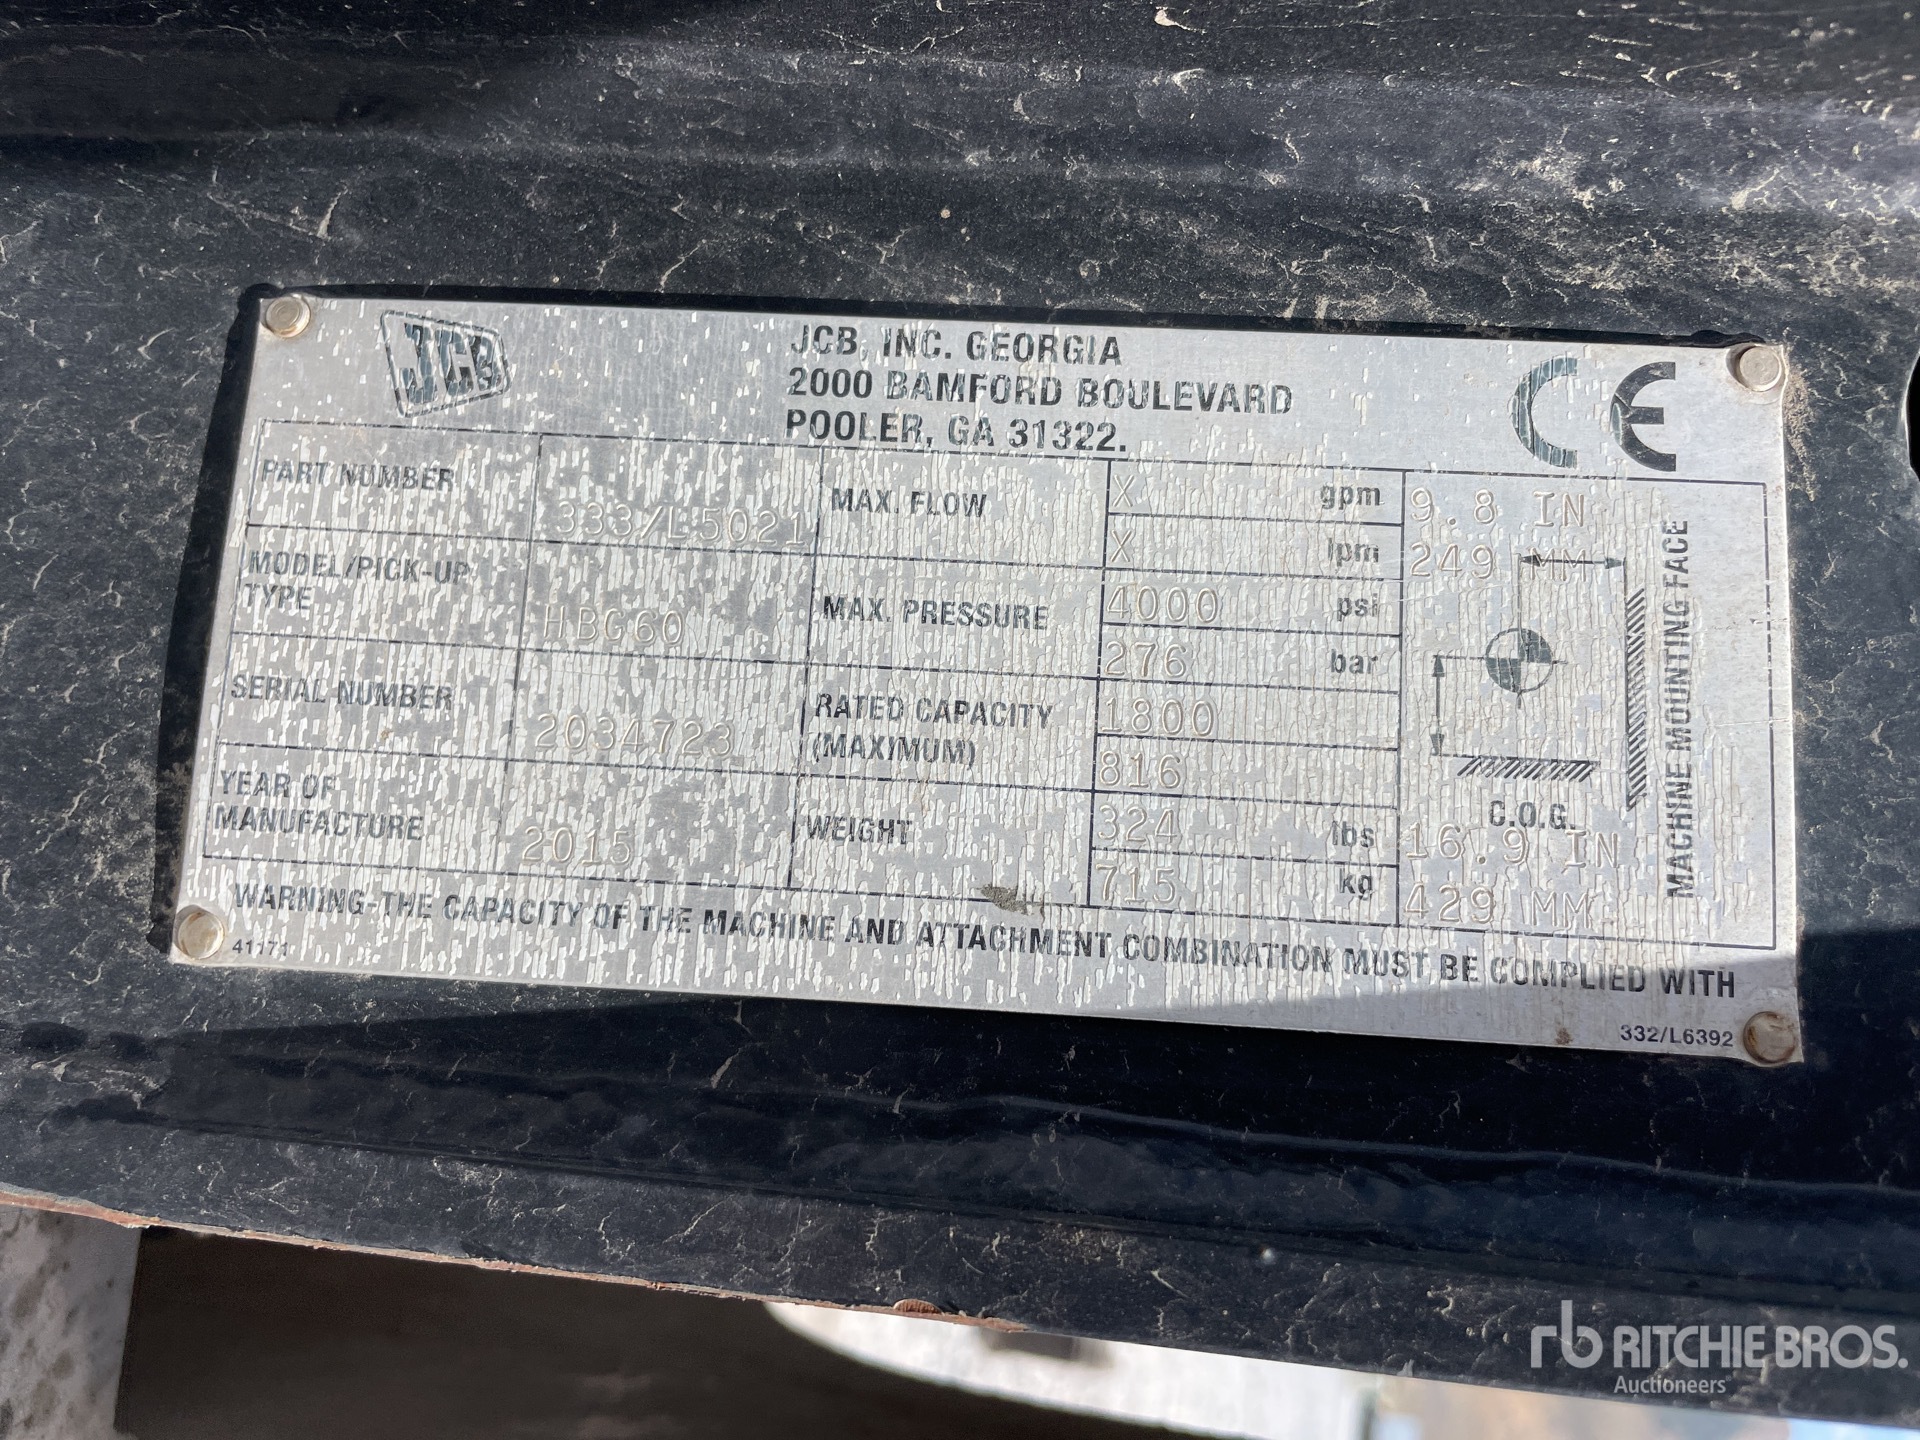 JCB
JCB, INC. GEORGIA
2000 BAMFORD BOULEVARD
POOLER, GA 31322.
CE
PART NUMBER
333/L5021
MODEL/PICK-UP
TYPE
HBC60
SERIAL NUMBER
2034723
YEAR OF
MANUFACTURE
2015
MAX. FLOW
X gpm
X lpm
MAX. PRESSURE
4000 psi
276 bar
RATED CAPACITY
(MAXIMUM)
1800
816
WEIGHT
324 lbs
715 kg
9.8 IN
249 MM
MACHINE MOUNTING FACE
C.O.G.
16.9 IN
429 MM
WARNING-THE CAPACITY OF THE MACHINE AND ATTACHMENT COMBINATION MUST BE COMPLIED WITH
41171
332/L6392
rb RITCHIE BROS.
Auctioneers